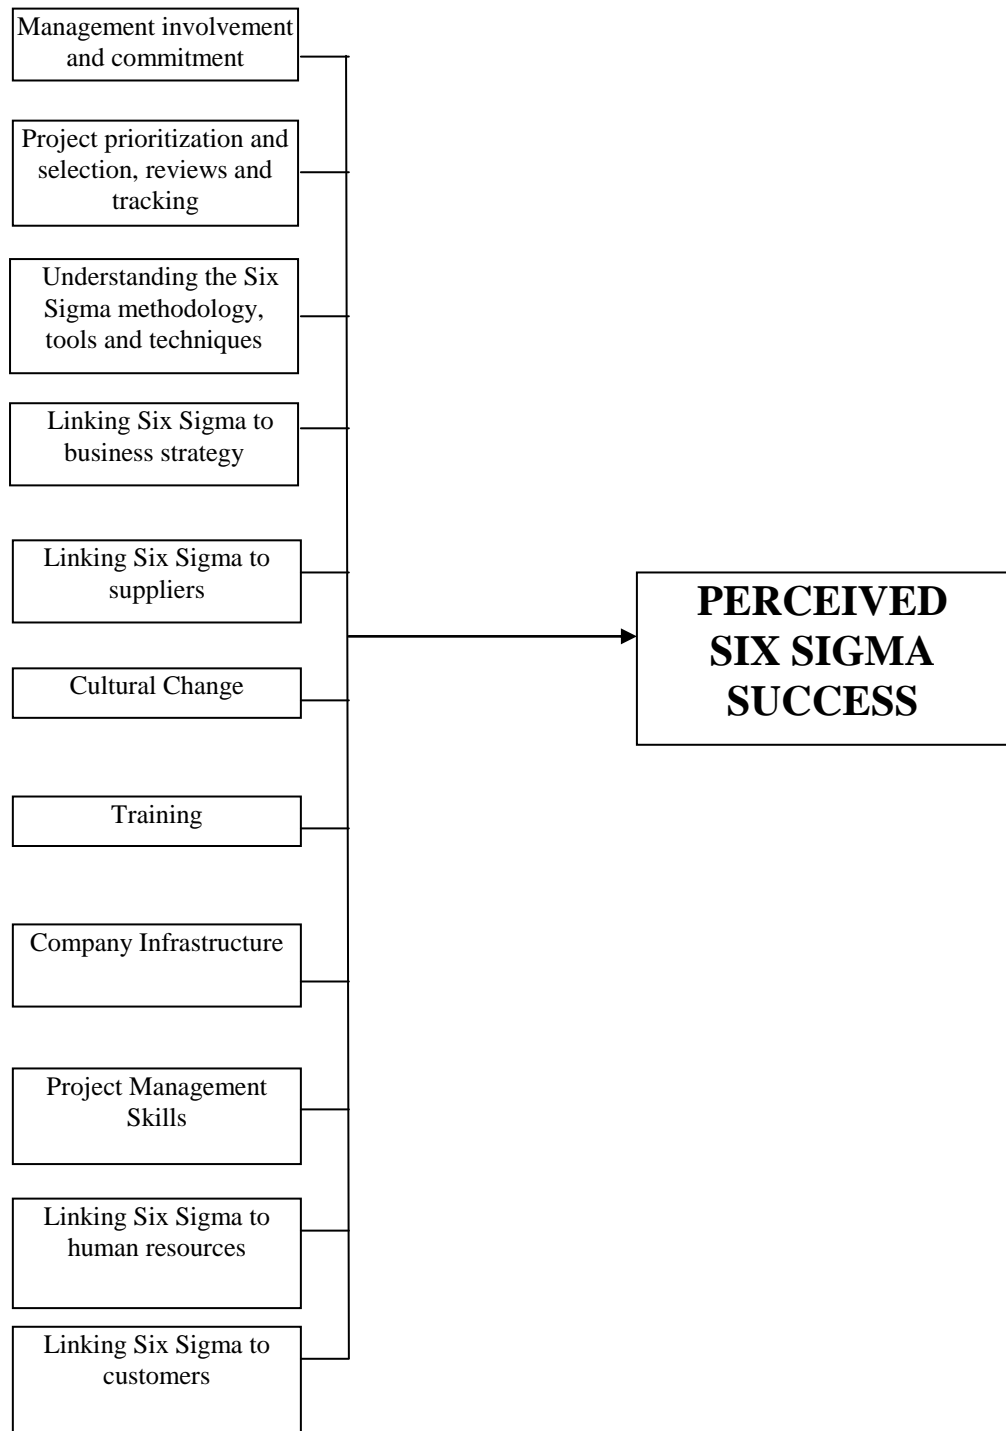 Management involvement
and commitment
Project prioritization and
selection, reviews and
tracking
Understanding the Six
Sigma methodology,
tools and techniques
Linking Six Sigma to
business strategy
Linking Six Sigma to
suppliers
PERCEIVED
SIX SIGMA
SUCCESS
Cultural Change
Training
Company Infrastructure
Project Management
Skills
Linking Six Sigma to
human resources
Linking Six Sigma to
customers